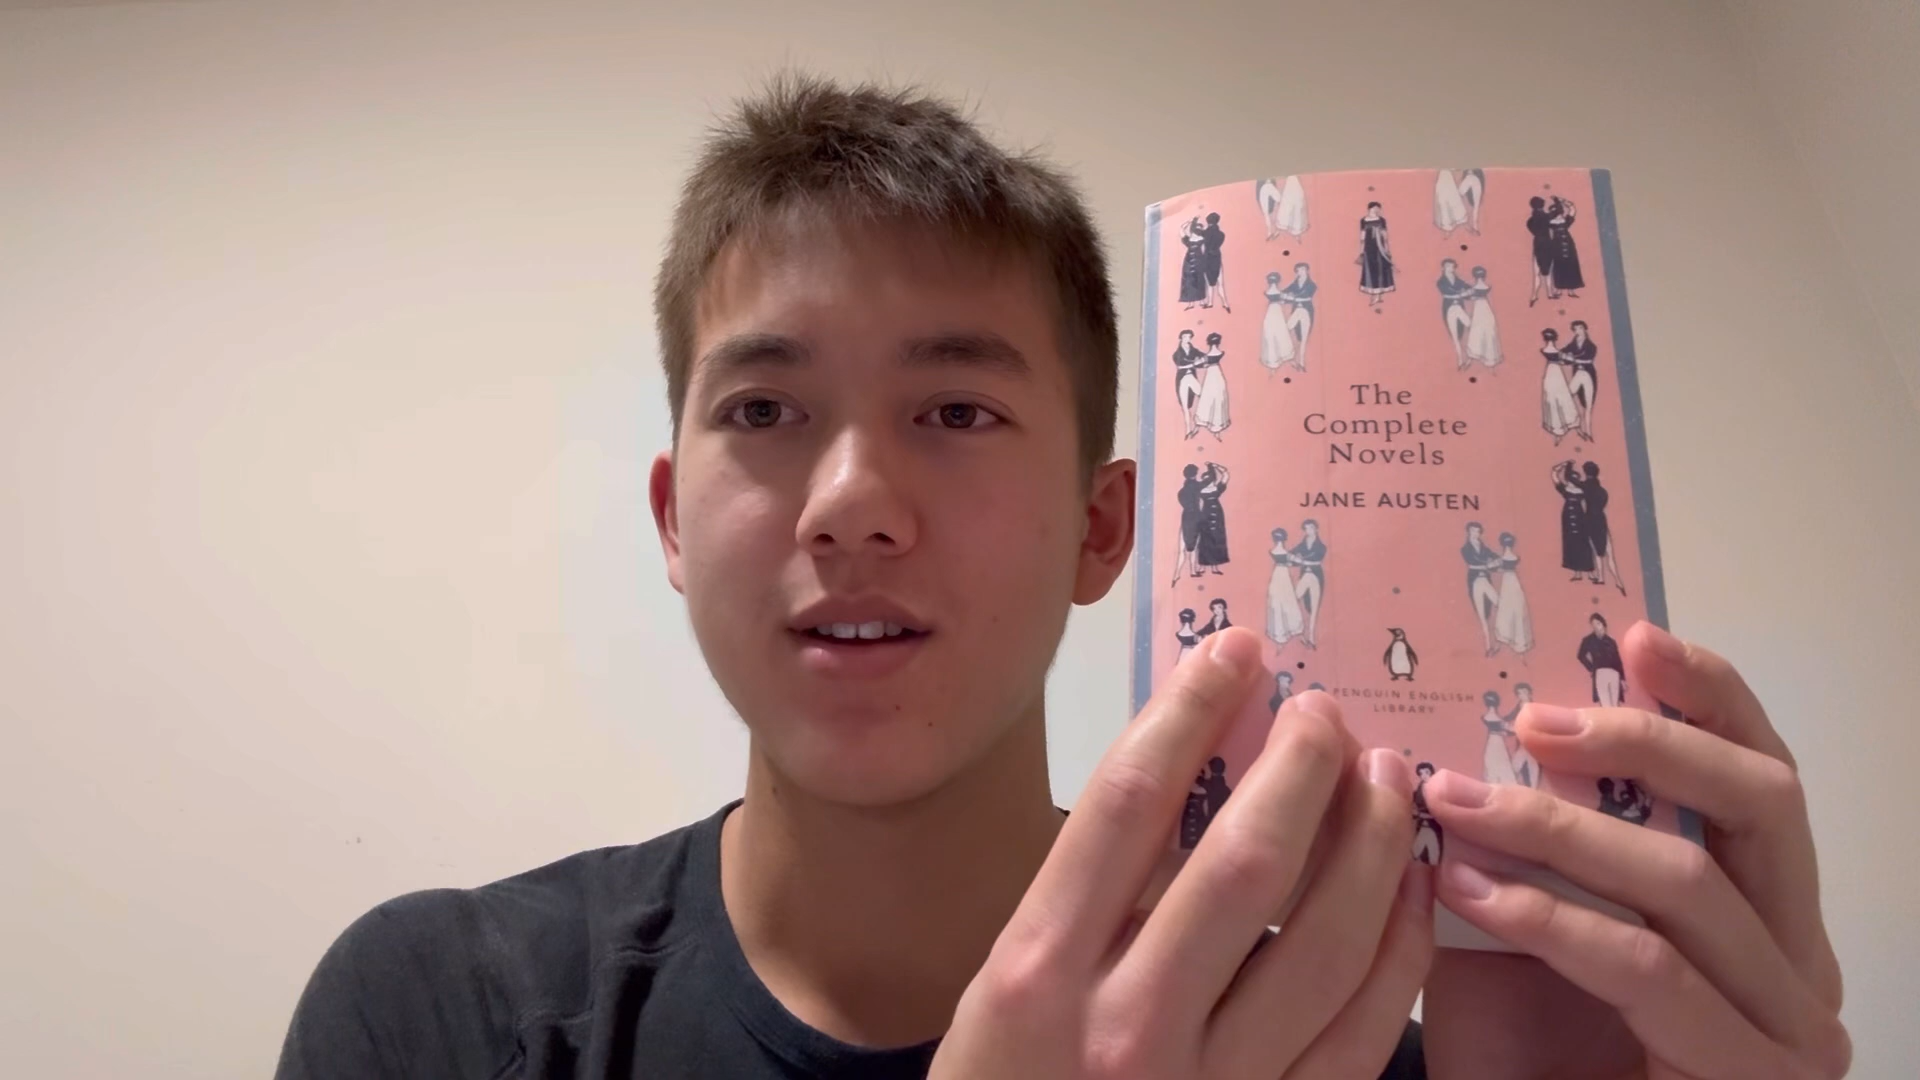 The
Complete
Novels
JANE AUSTEN
PENGUIN ENGLISH
LIBRARY